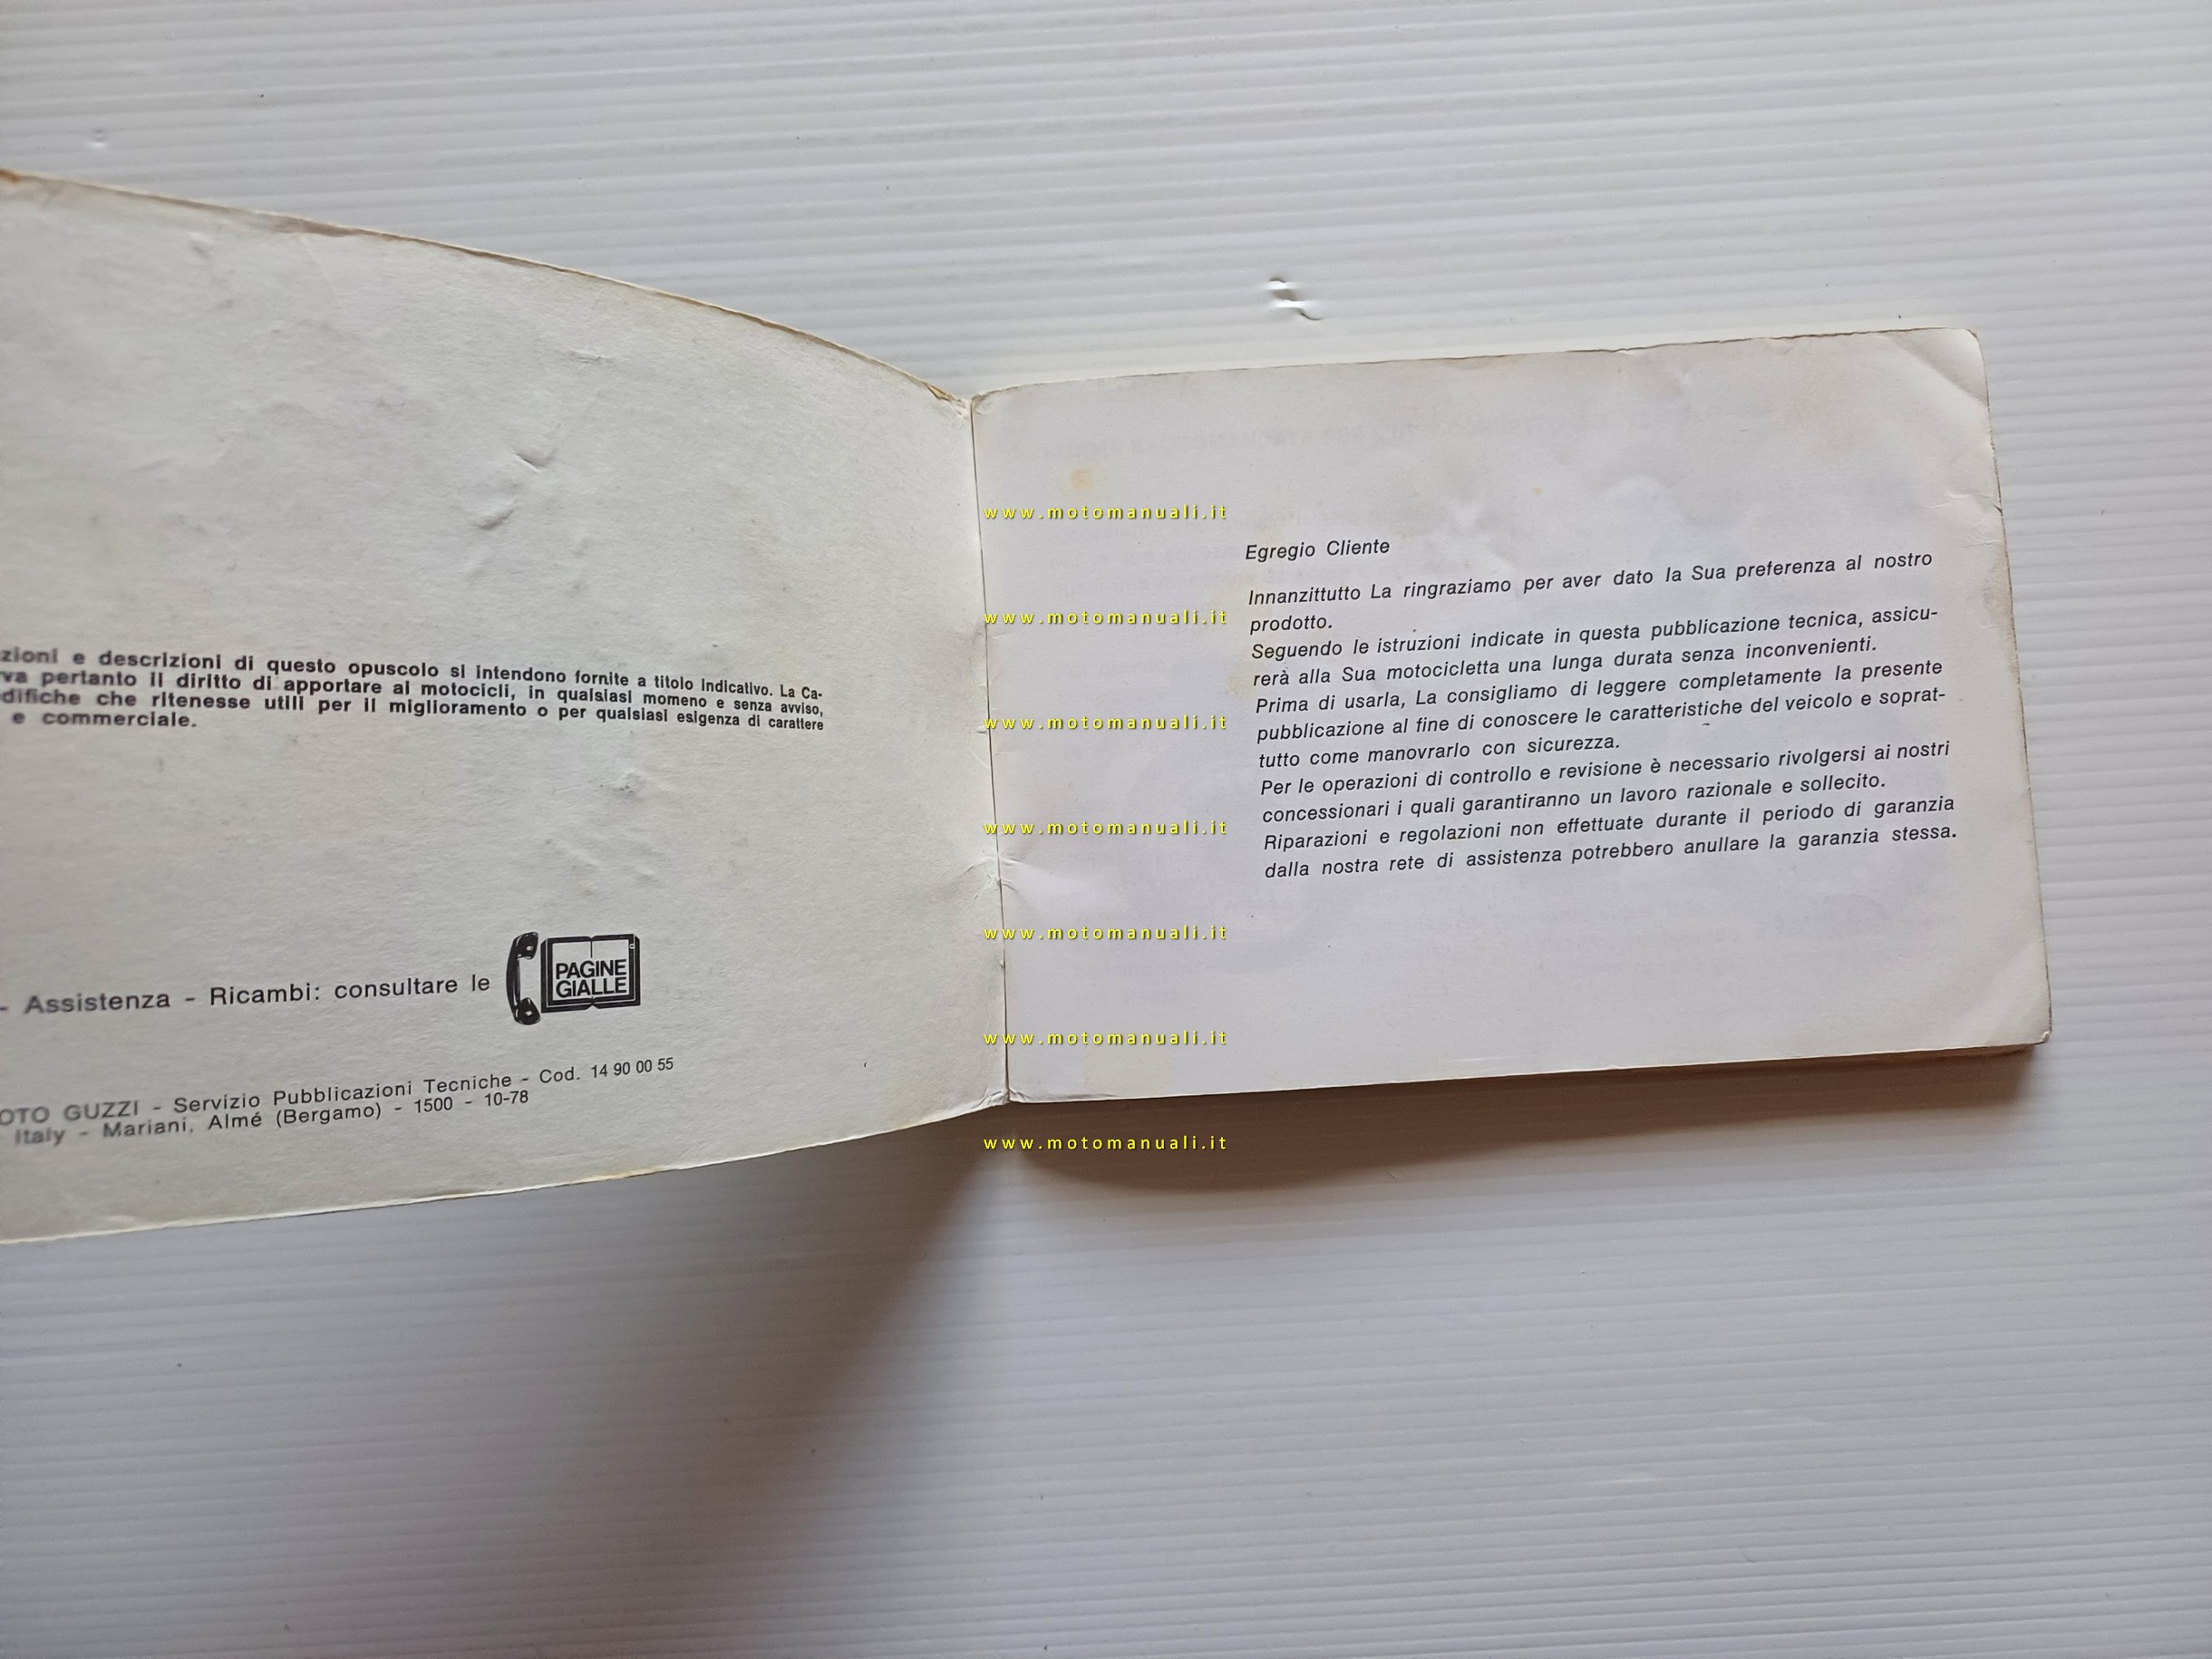 e descrizioni di questo opuscolo si intendono fornite a titolo indicativo. La Ca-
pertanto il diritto di apportare ai motocicli, in qualsiasi momeno e senza avviso,
che ritenesse utili per il miglioramento o per qualsiasi esigenza di carattere
e commerciale.
- Assistenza - Ricambi: consultare le
PAGINE
GIALLE
GUZZI - Servizio Pubblicazioni Tecniche - Cod. 14 90 00 55
Italy - Mariani, Almé (Bergamo) - 1500 - 10-78
Egregio Cliente
Innanzittutto La ringraziamo per aver dato la Sua preferenza al nostro
prodotto.
Seguendo le istruzioni indicate in questa pubblicazione tecnica, assicu-
rerà alla Sua motocicletta una lunga durata senza inconvenienti.
Prima di usarla, La consigliamo di leggere completamente la presente
pubblicazione al fine di conoscere le caratteristiche del veicolo e soprat-
tutto come manovrarlo con sicurezza.
Per le operazioni di controllo e revisione è necessario rivolgersi ai nostri
concessionari i quali garantiranno un lavoro razionale e sollecito.
Riparazioni e regolazioni non effettuate durante il periodo di garanzia
dalla nostra rete di assistenza potrebbero anullare la garanzia stessa.
www.motomanuali.it
www.motomanuali.it
www.motomanuali.it
www.motomanuali.it
www.motomanuali.it
www.motomanuali.it
www.motomanuali.it